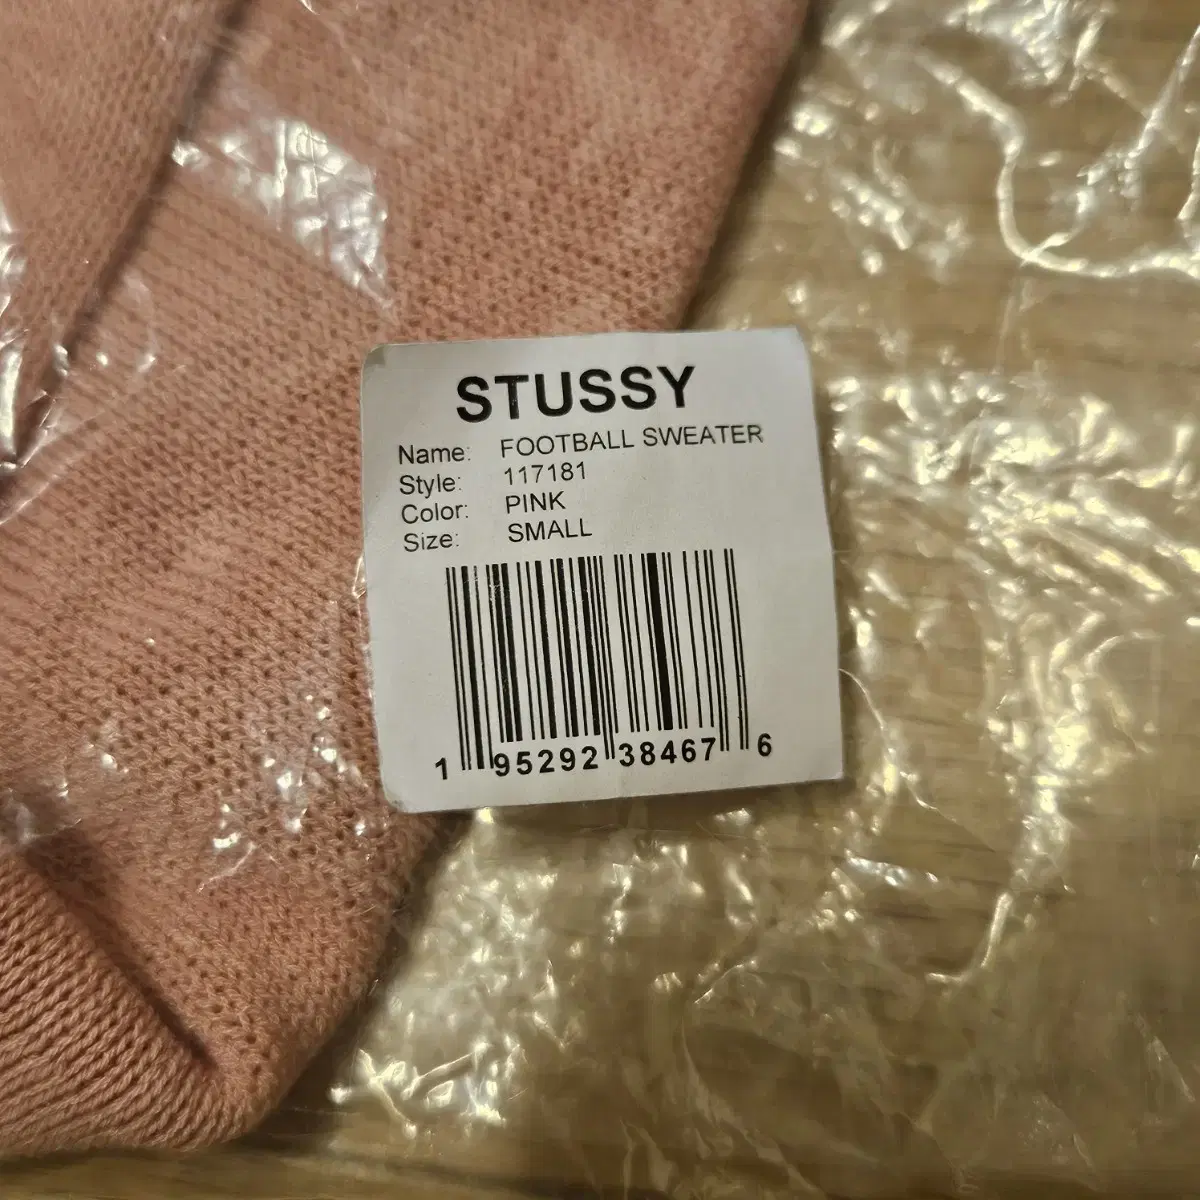 STUSSY
Name: FOOTBALL SWEATER
Style: 117181
Color: PINK
Size: SMALL
1 95292 38467 6